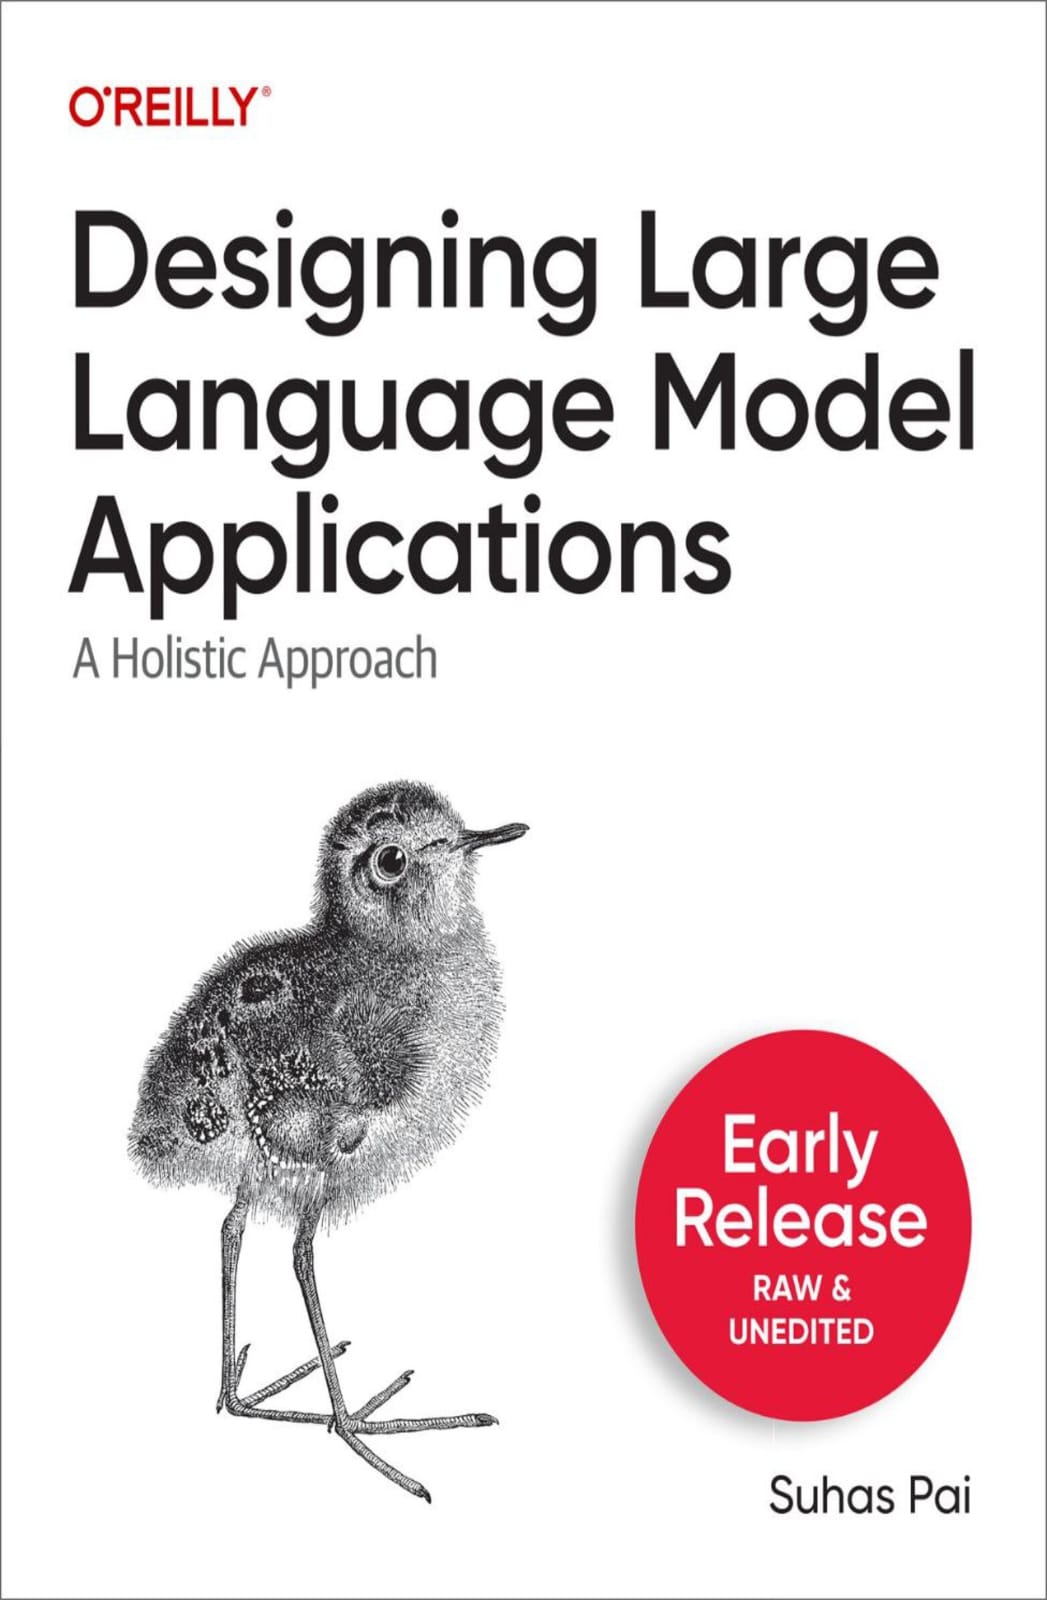 O'REILLY®
Designing Large
Language Model
Applications
A Holistic Approach
Early
Release
RAW &
UNEDITED
Suhas Pai